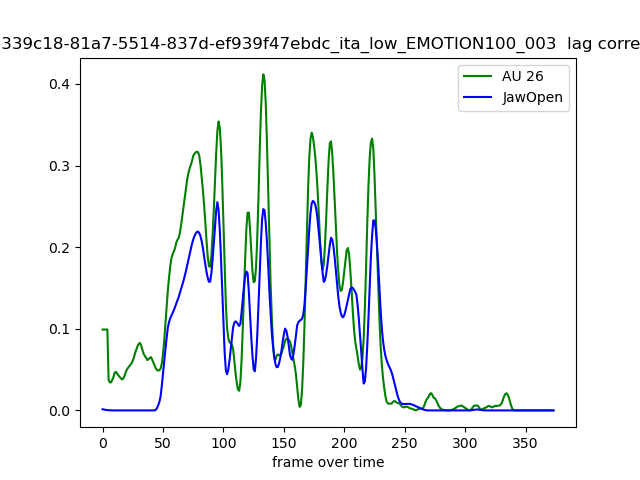 339c18-81a7-5514-837d-ef939f47ebdc_ita_low_EMOTION100_003 lag corre
AU 26
JawOpen
0.4
0.3
0.2
0.1
0.0
0 50 100 150 200 250 300 350
frame over time